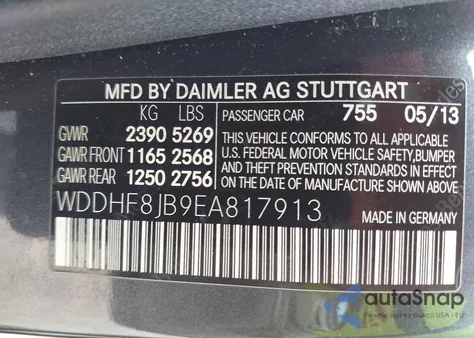 MFD BY DAIMLER AG STUTTGART
KG LBS
PASSENGER CAR 755 05/13
GVWR 2390 5269
GAWR FRONT 1165 2568
GAWR REAR 1250 2756
THIS VEHICLE CONFORMS TO ALL APPLICABLE
U.S. FEDERAL MOTOR VEHICLE SAFETY,BUMPER
AND THEFT PREVENTION STANDARDS IN EFFECT
ON THE DATE OF MANUFACTURE SHOWN ABOVE.
WDDHF8JB9EA817913
MADE IN GERMANY
autoSnap